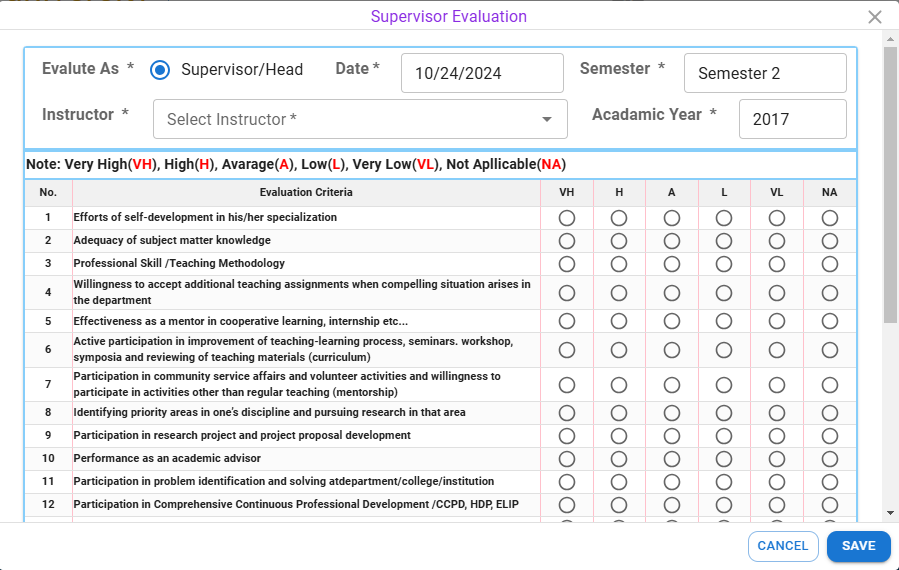 Supervisor Evaluation
Evalute As * Supervisor/Head Date * 10/24/2024 Semester * Semester 2
Instructor * Select Instructor * Acadamic Year * 2017
Note: Very High(VH), High(H), Avarage(A), Low(L), Very Low(VL), Not Apllicable(NA)
No. Evaluation Criteria VH H A L VL NA
1 Efforts of self-development in his/her specialization
2 Adequacy of subject matter knowledge
3 Professional Skill /Teaching Methodology
4 Willingness to accept additional teaching assignments when compelling situation arises in
the department
5 Effectiveness as a mentor in cooperative learning, internship etc...
6 Active participation in improvement of teaching-learning process, seminars. workshop,
symposia and reviewing of teaching materials (curriculum)
7 Participation in community service affairs and volunteer activities and willingness to
participate in activities other than regular teaching (mentorship)
8 Identifying priority areas in one's discipline and pursuing research in that area
9 Participation in research project and project proposal development
10 Performance as an academic advisor
11 Participation in problem identification and solving atdepartment/college/institution
12 Participation in Comprehensive Continuous Professional Development /CCPD, HDP, ELIP
CANCEL SAVE